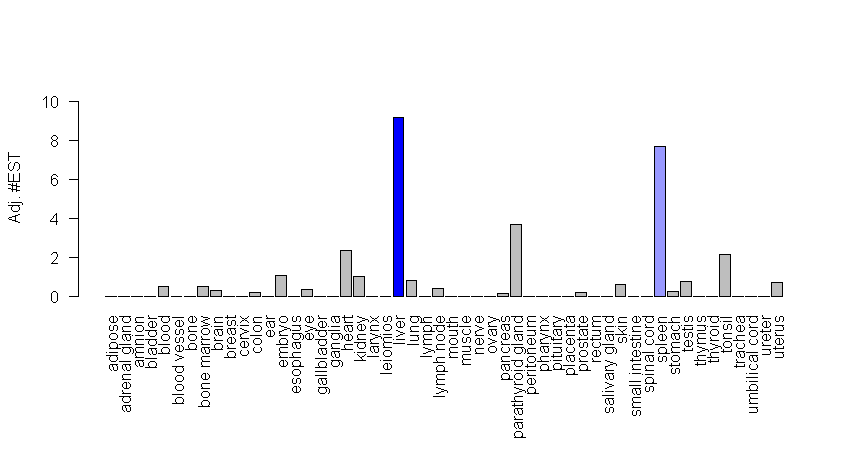 Adj. #EST
10
8
6
4
2
0
adipose
adrenal gland
amnion
bladder
blood
blood vessel
bone
bone marrow
brain
breast
cervix
colon
ear
embryo
esophagus
eye
gallbladder
ganglia
heart
kidney
larynx
leiomios
liver
lung
lymph
lymph node
mouth
muscle
nerve
ovary
pancreas
parathyroid gland
peritoneum
pharynx
pituitary
placenta
prostate
rectum
salivary gland
skin
small intestine
spinal cord
spleen
stomach
testis
thymus
thyroid
tonsil
trachea
umbilical cord
ureter
uterus